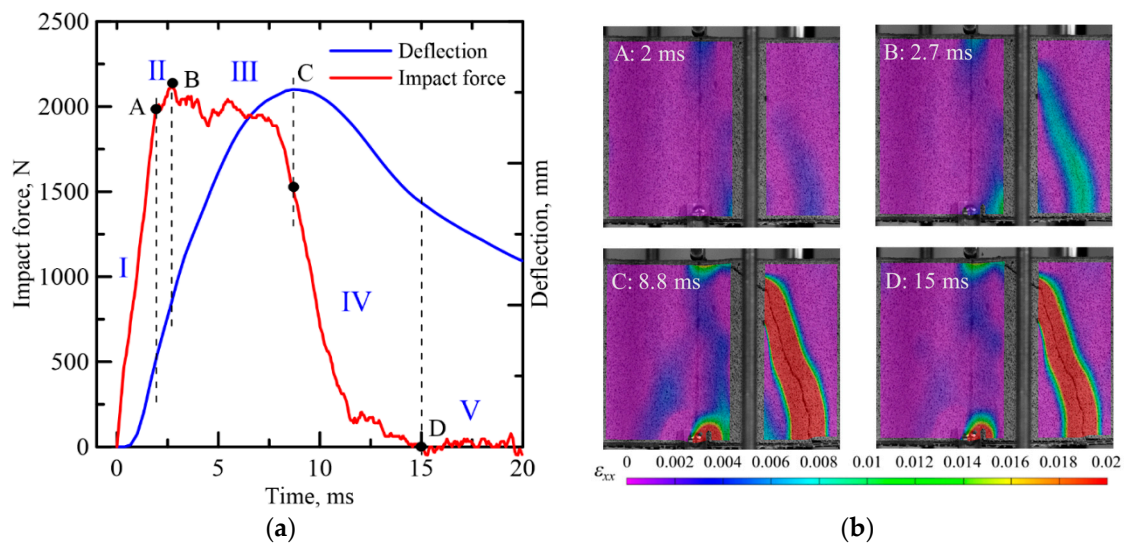 2500
2000
1500
1000
500
0
Impact force, N
Deflection
Impact force
I
II
III
IV
V
A
B
C
D
Deflection, mm
0
5
10
15
20
Time, ms
(a)
A: 2 ms
B: 2.7 ms
C: 8.8 ms
D: 15 ms
εxx
0 0.002 0.004 0.006 0.008 0.01 0.012 0.014 0.016 0.018 0.02
(b)